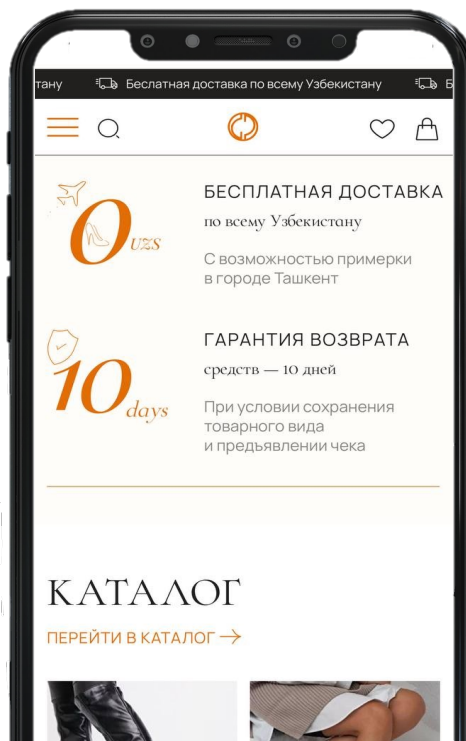 тану Беслатная доставка по всему Узбекистану Б
БЕСПЛАТНАЯ ДОСТАВКА
по всему Узбекистану
0 UZS
С возможностью примерки
в городе Ташкент
ГАРАНТИЯ ВОЗВРАТА
средств — 10 дней
10 days
При условии сохранения
товарного вида
и предъявлении чека
КАТАЛОГ
ПЕРЕЙТИ В КАТАЛОГ →